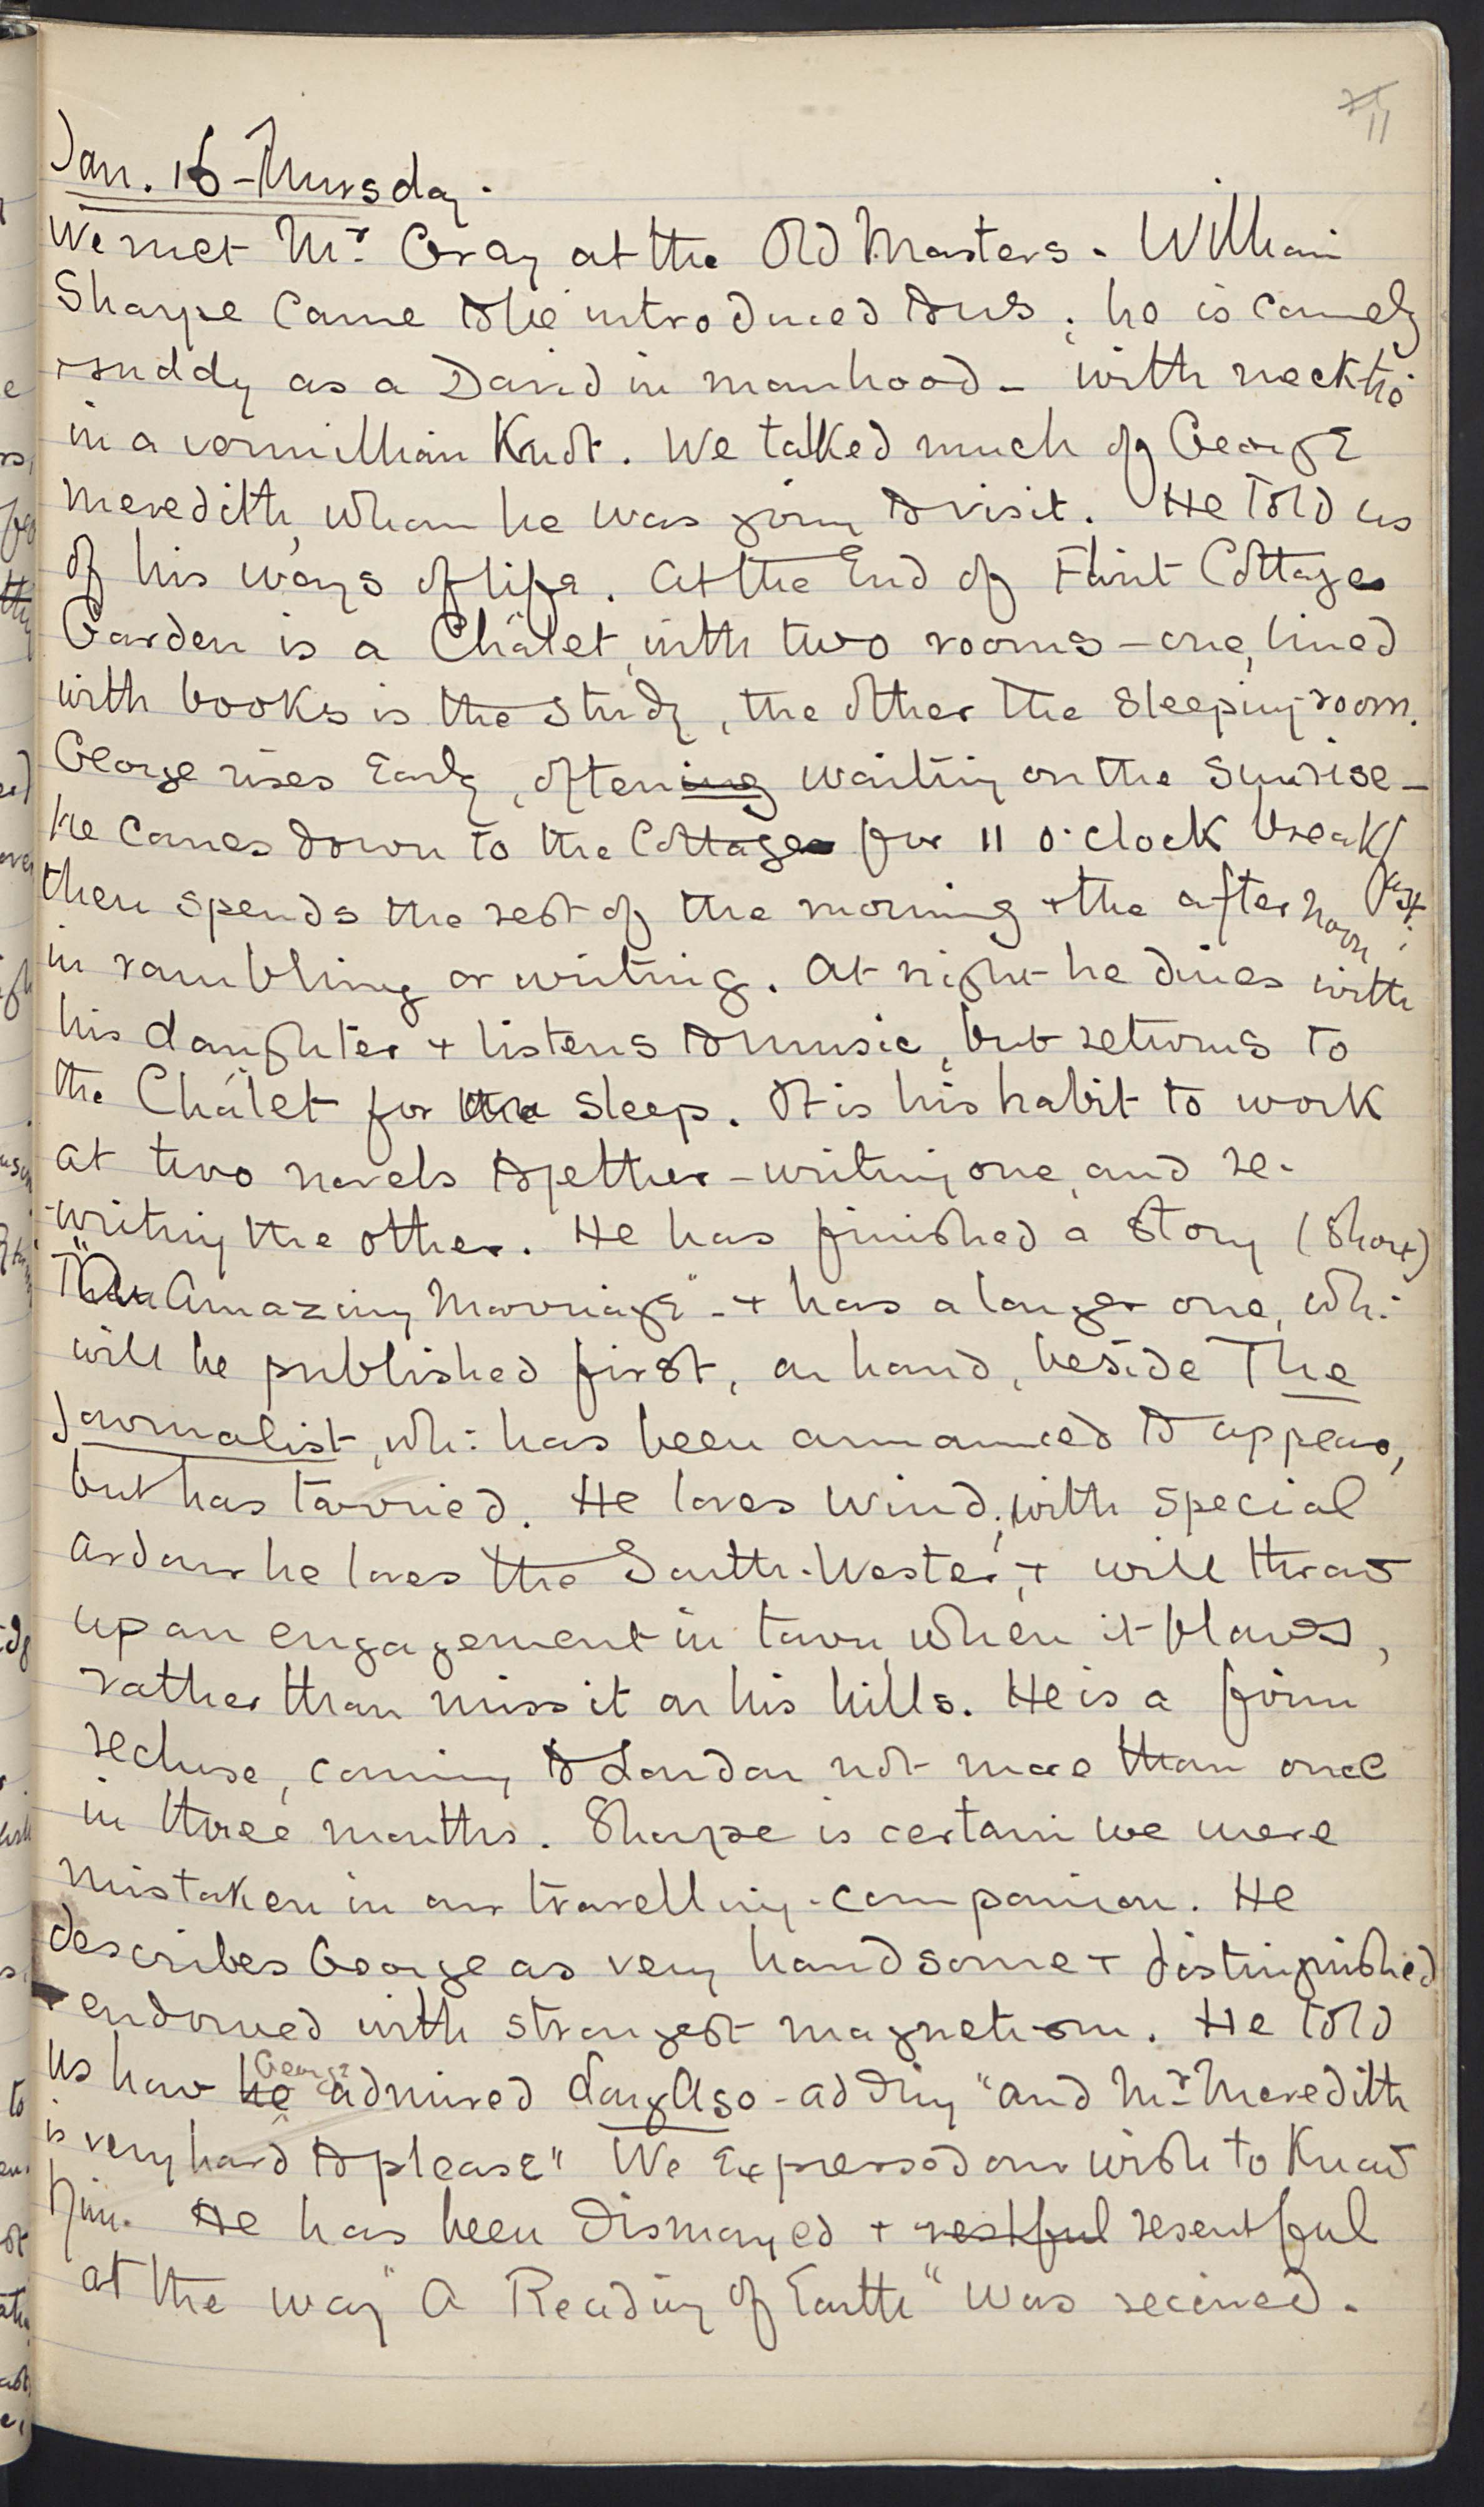 11
Jan. 16 - Thursday.
We met Mr. Gray at the Old Masters. William
Sharpe came & he introduced to us; he is comely
+ ruddy as a David in manhood - with necktie
in a vermillian Knot. We talked much of George
Meredith, whom he was going to visit. He told us
of his ways of life. At the End of Flint Cottage
Garden is a Châlet, with two rooms - one, lined
with books is the study, the other the sleeping-room.
George rises Early, oftening waiting on the sunrise -
he comes down to the Cottage for 11 o'clock breakfast.
then spends the rest of the morning + the afternoon
in rambling or writing. At night he dines with
his daughter + listens to music, but returns to
the Châlet for the sleep. It is his habit to work
at two novels together - writing one, and re-
-writing the other. He has finished a story (short)
"The Amazing Marriage" - + has a longer one, wh:
will be published first, on hand, beside The
Journalist, wh: has been announced to appear,
but has tarried. He loves wind; with special
ardour he loves the South-Wester, + will throw
up an engagement in town, when it blows,
rather than miss it on his hills. He is a firm
recluse, coming to London not more than once
in three months. Sharpe is certain we were
mistaken in our travelling-companion. He
describes George as very handsome + distinguished
+ endowed with strangest magnetism. He told
us how he George admired Long Ago - adding "and Mr. Meredith
is very hard to please" We Expressed our wish to Know
him. He has been dismayed + restful resentful
at the way "A Reading of Earth" was received.